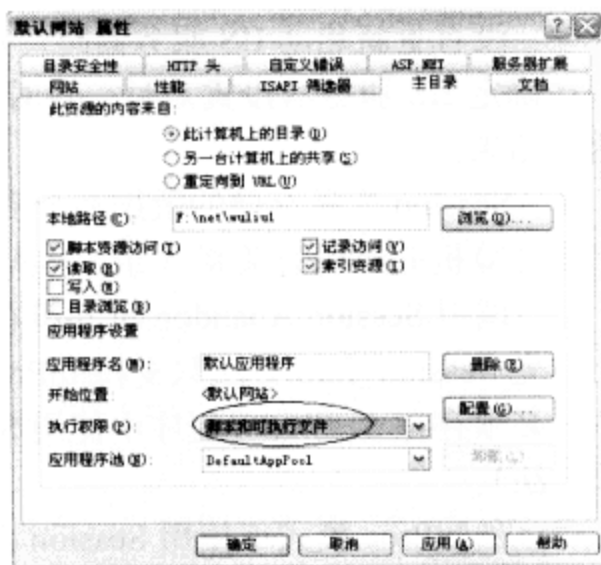 默认网站 属性
目录安全性 HTTP 头 自定义错误 ASP.NET 服务器扩展
网站 性能 ISAPI 筛选器 主目录 文档
此资源的内容来自:
此计算机上的目录(D)
另一台计算机上的共享(S)
重定向到 URL(U)
本地路径(C): F:\net\wuliu1 浏览(O)...
脚本资源访问(T) 记录访问(V)
读取(R) 索引资源(I)
写入(W)
目录浏览(B)
应用程序设置
应用程序名(M): 默认应用程序 删除(E)
开始位置: <默认网站>
执行权限(P): 脚本和可执行文件 配置(G)...
应用程序池(N): DefaultAppPool 卸载(L)
确定 取消 应用(A) 帮助